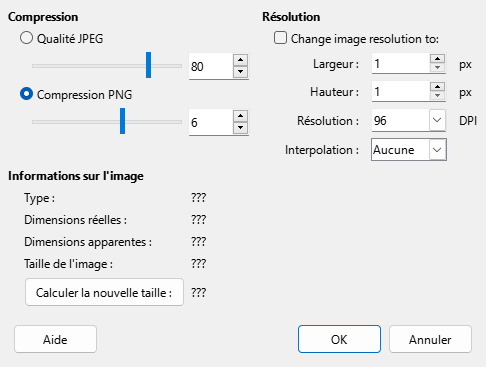 Compression
Qualité JPEG
80
Compression PNG
6
Résolution
Change image resolution to:
Largeur : 1 px
Hauteur : 1 px
Résolution : 96 DPI
Interpolation : Aucune
Informations sur l'image
Type : ???
Dimensions réelles : ???
Dimensions apparentes : ???
Taille de l'image : ???
Calculer la nouvelle taille : ???
Aide OK Annuler